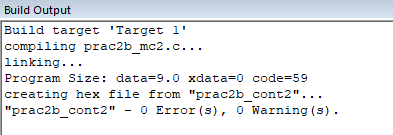 Build Output
Build target 'Target 1'
compiling prac2b_mc2.c...
linking...
Program Size: data=9.0 xdata=0 code=59
creating hex file from "prac2b_cont2"...
"prac2b_cont2" - 0 Error(s), 0 Warning(s).